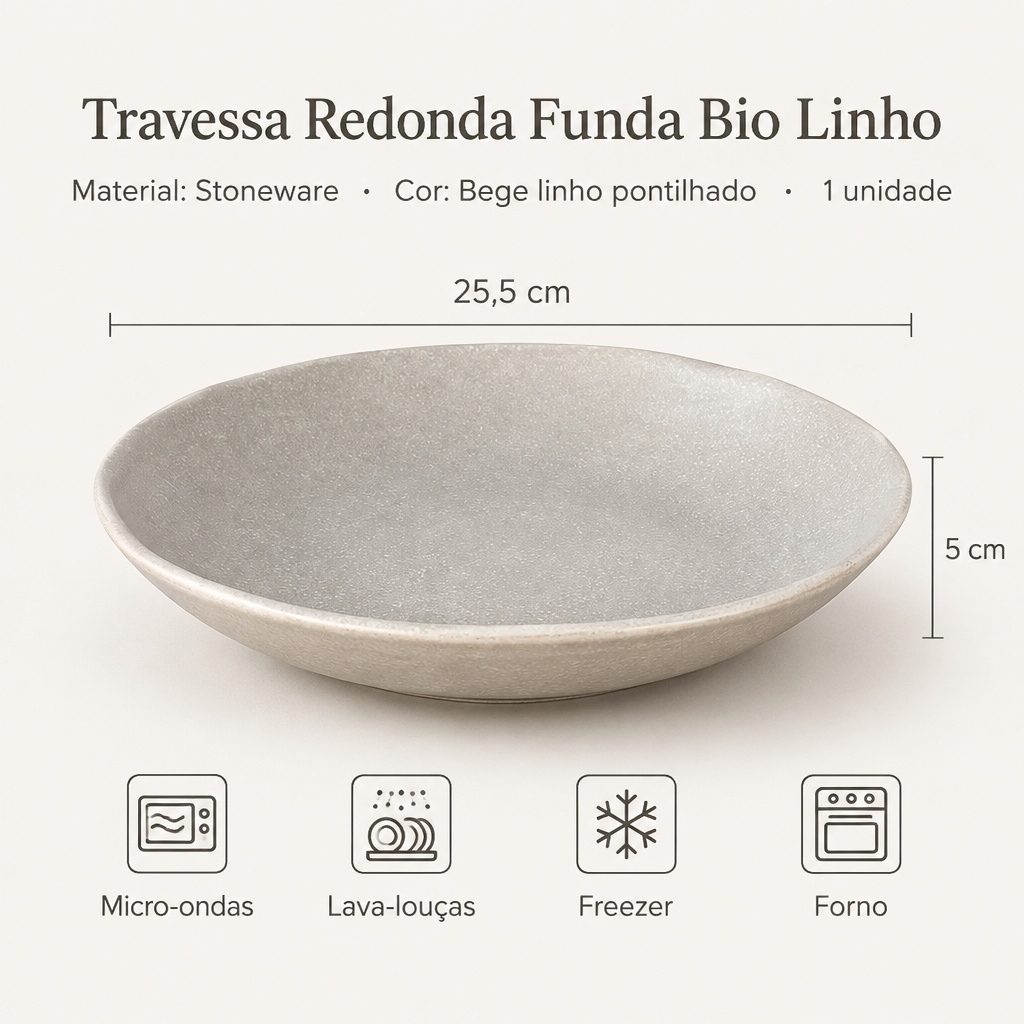 Travessa Redonda Funda Bio Linho
Material: Stoneware • Cor: Bege linho pontilhado • 1 unidade
25,5 cm
5 cm
Micro-ondas
Lava-louças
Freezer
Forno